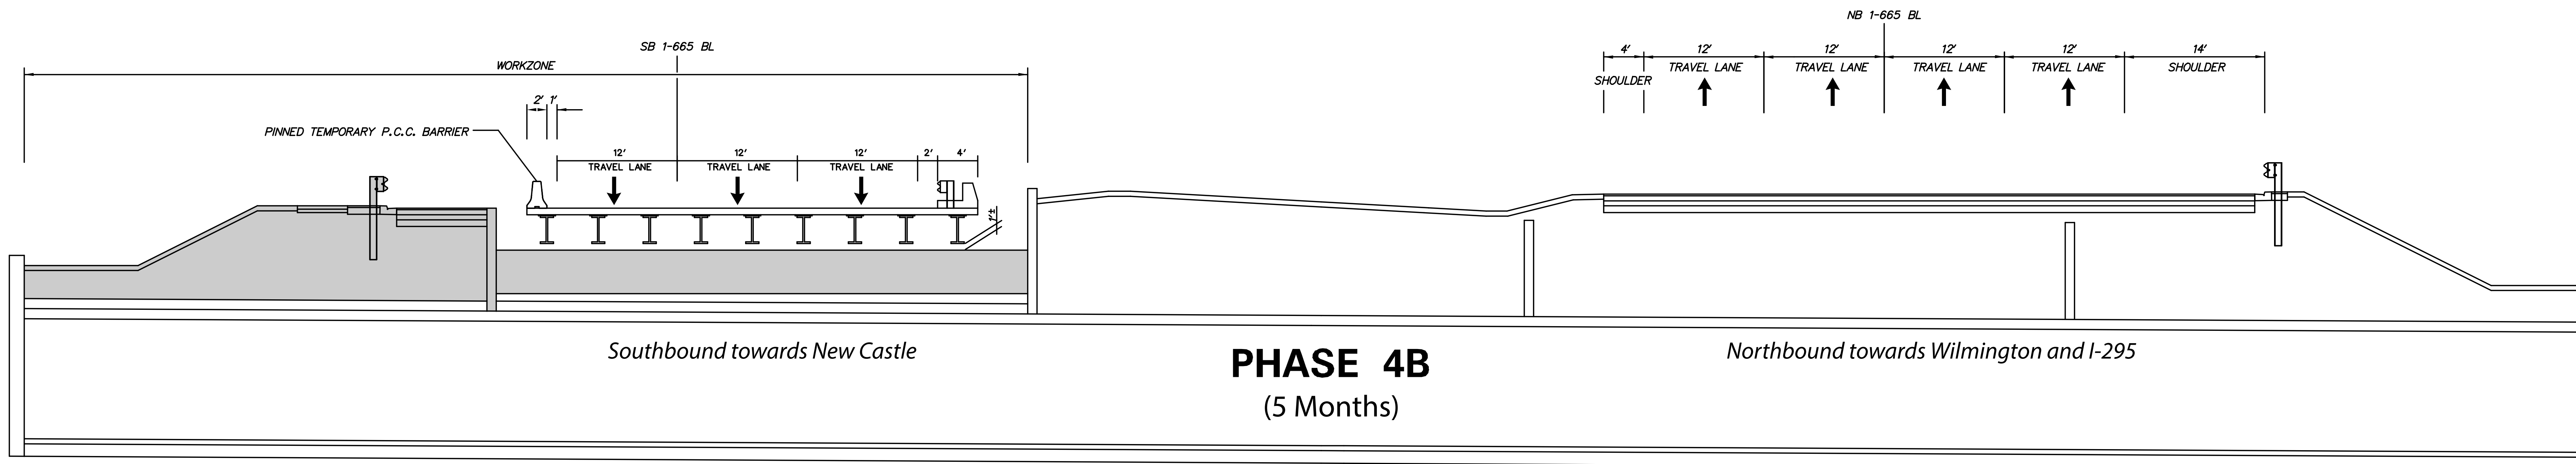 NB 1-665 BL
SB 1-665 BL
4' 12' 12' 12' 12' 14'
WORKZONE
TRAVEL LANE TRAVEL LANE TRAVEL LANE TRAVEL LANE SHOULDER
SHOULDER
2' 1'
PINNED TEMPORARY P.C.C. BARRIER
12' 12' 12' 2' 4'
TRAVEL LANE TRAVEL LANE TRAVEL LANE
1'±
Southbound towards New Castle
Northbound towards Wilmington and I-295
PHASE 4B
(5 Months)